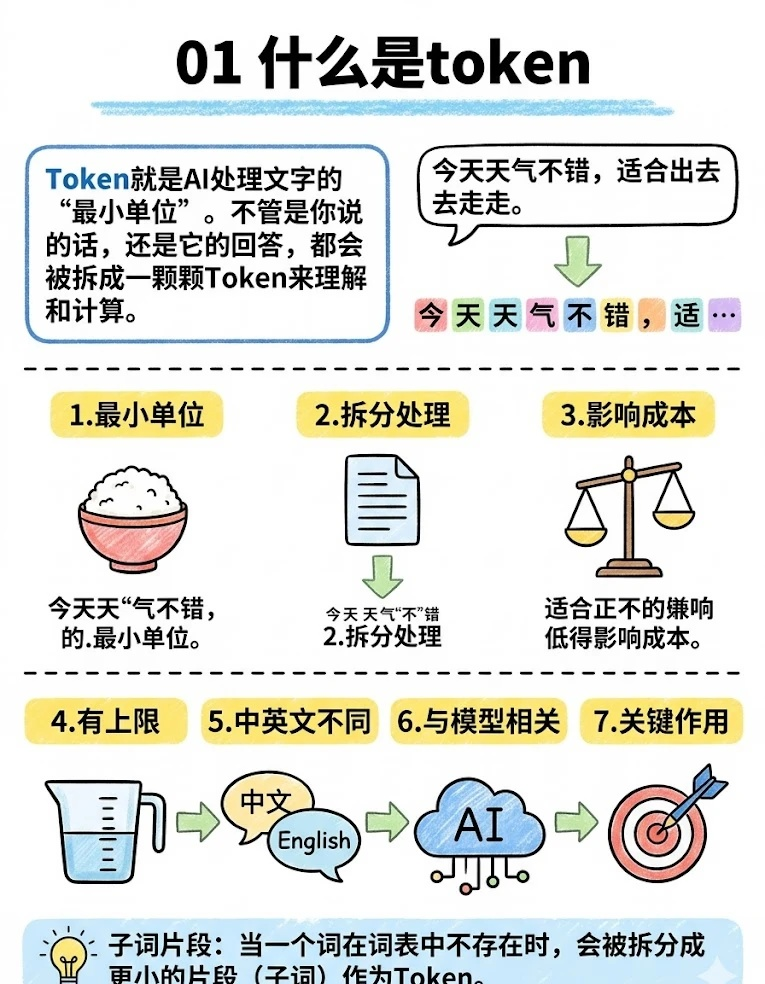 01 什么是token
Token就是AI处理文字的
“最小单位”。不管是你说
的话，还是它的回答，都会
被拆成一颗颗Token来理解
和计算。
今天天气不错，适合出去
去走走。
今 天 天 气 不 错 ， 适 …
1.最小单位
2.拆分处理
3.影响成本
今天天“气不错，
的.最小单位。
今天 天气“不”错
2.拆分处理
适合正不的嫌响
低得影响成本。
4.有上限
5.中英文不同
6.与模型相关
7.关键作用
中文
English
AI
子词片段：当一个词在词表中不存在时，会被拆分成
更小的片段（子词）作为Token。